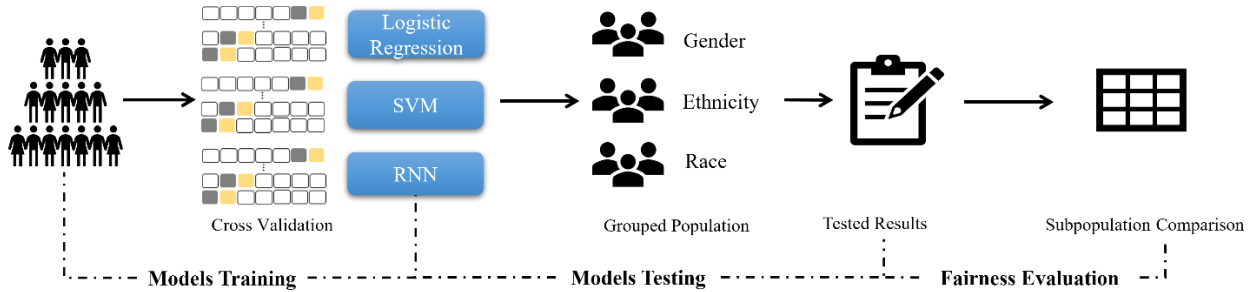 Logistic
Regression
SVM
RNN
Gender
Ethnicity
Race
Cross Validation
Grouped Population
Tested Results
Subpopulation Comparison
Models Training
Models Testing
Fairness Evaluation